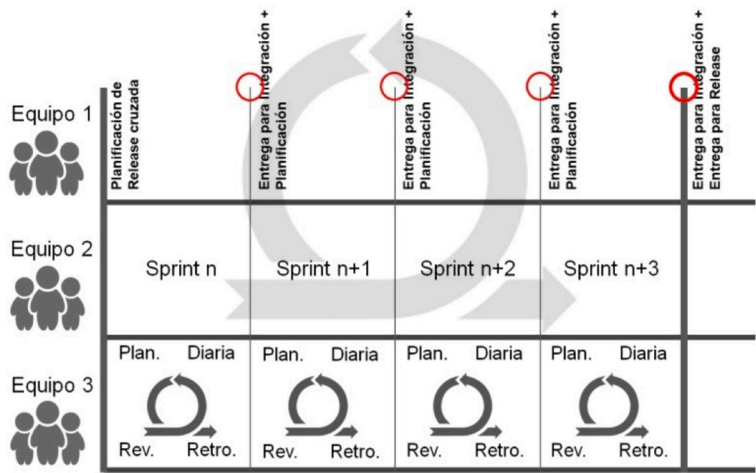 Planificación de
Release cruzada
Entrega para Integración +
Planificación
Entrega para Integración +
Planificación
Entrega para Integración +
Planificación
Entrega para Integración +
Entrega para Release
Equipo 1
Equipo 2
Sprint n
Sprint n+1
Sprint n+2
Sprint n+3
Equipo 3
Plan. Diaria
Rev. Retro.
Plan. Diaria
Rev. Retro.
Plan. Diaria
Rev. Retro.
Plan. Diaria
Rev. Retro.